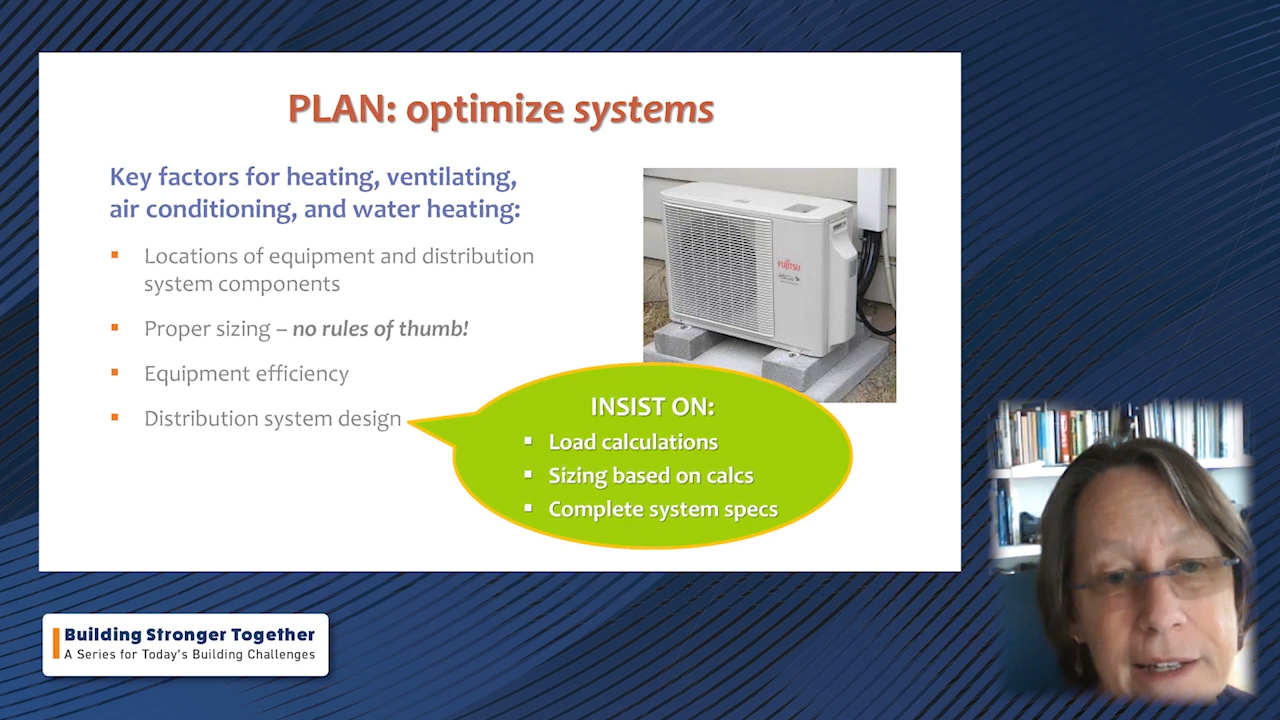 PLAN: optimize systems
Key factors for heating, ventilating,
air conditioning, and water heating:
▪ Locations of equipment and distribution
system components
▪ Proper sizing – no rules of thumb!
▪ Equipment efficiency
▪ Distribution system design
FUJITSU
INSIST ON:
▪ Load calculations
▪ Sizing based on calcs
▪ Complete system specs
Building Stronger Together
A Series for Today's Building Challenges